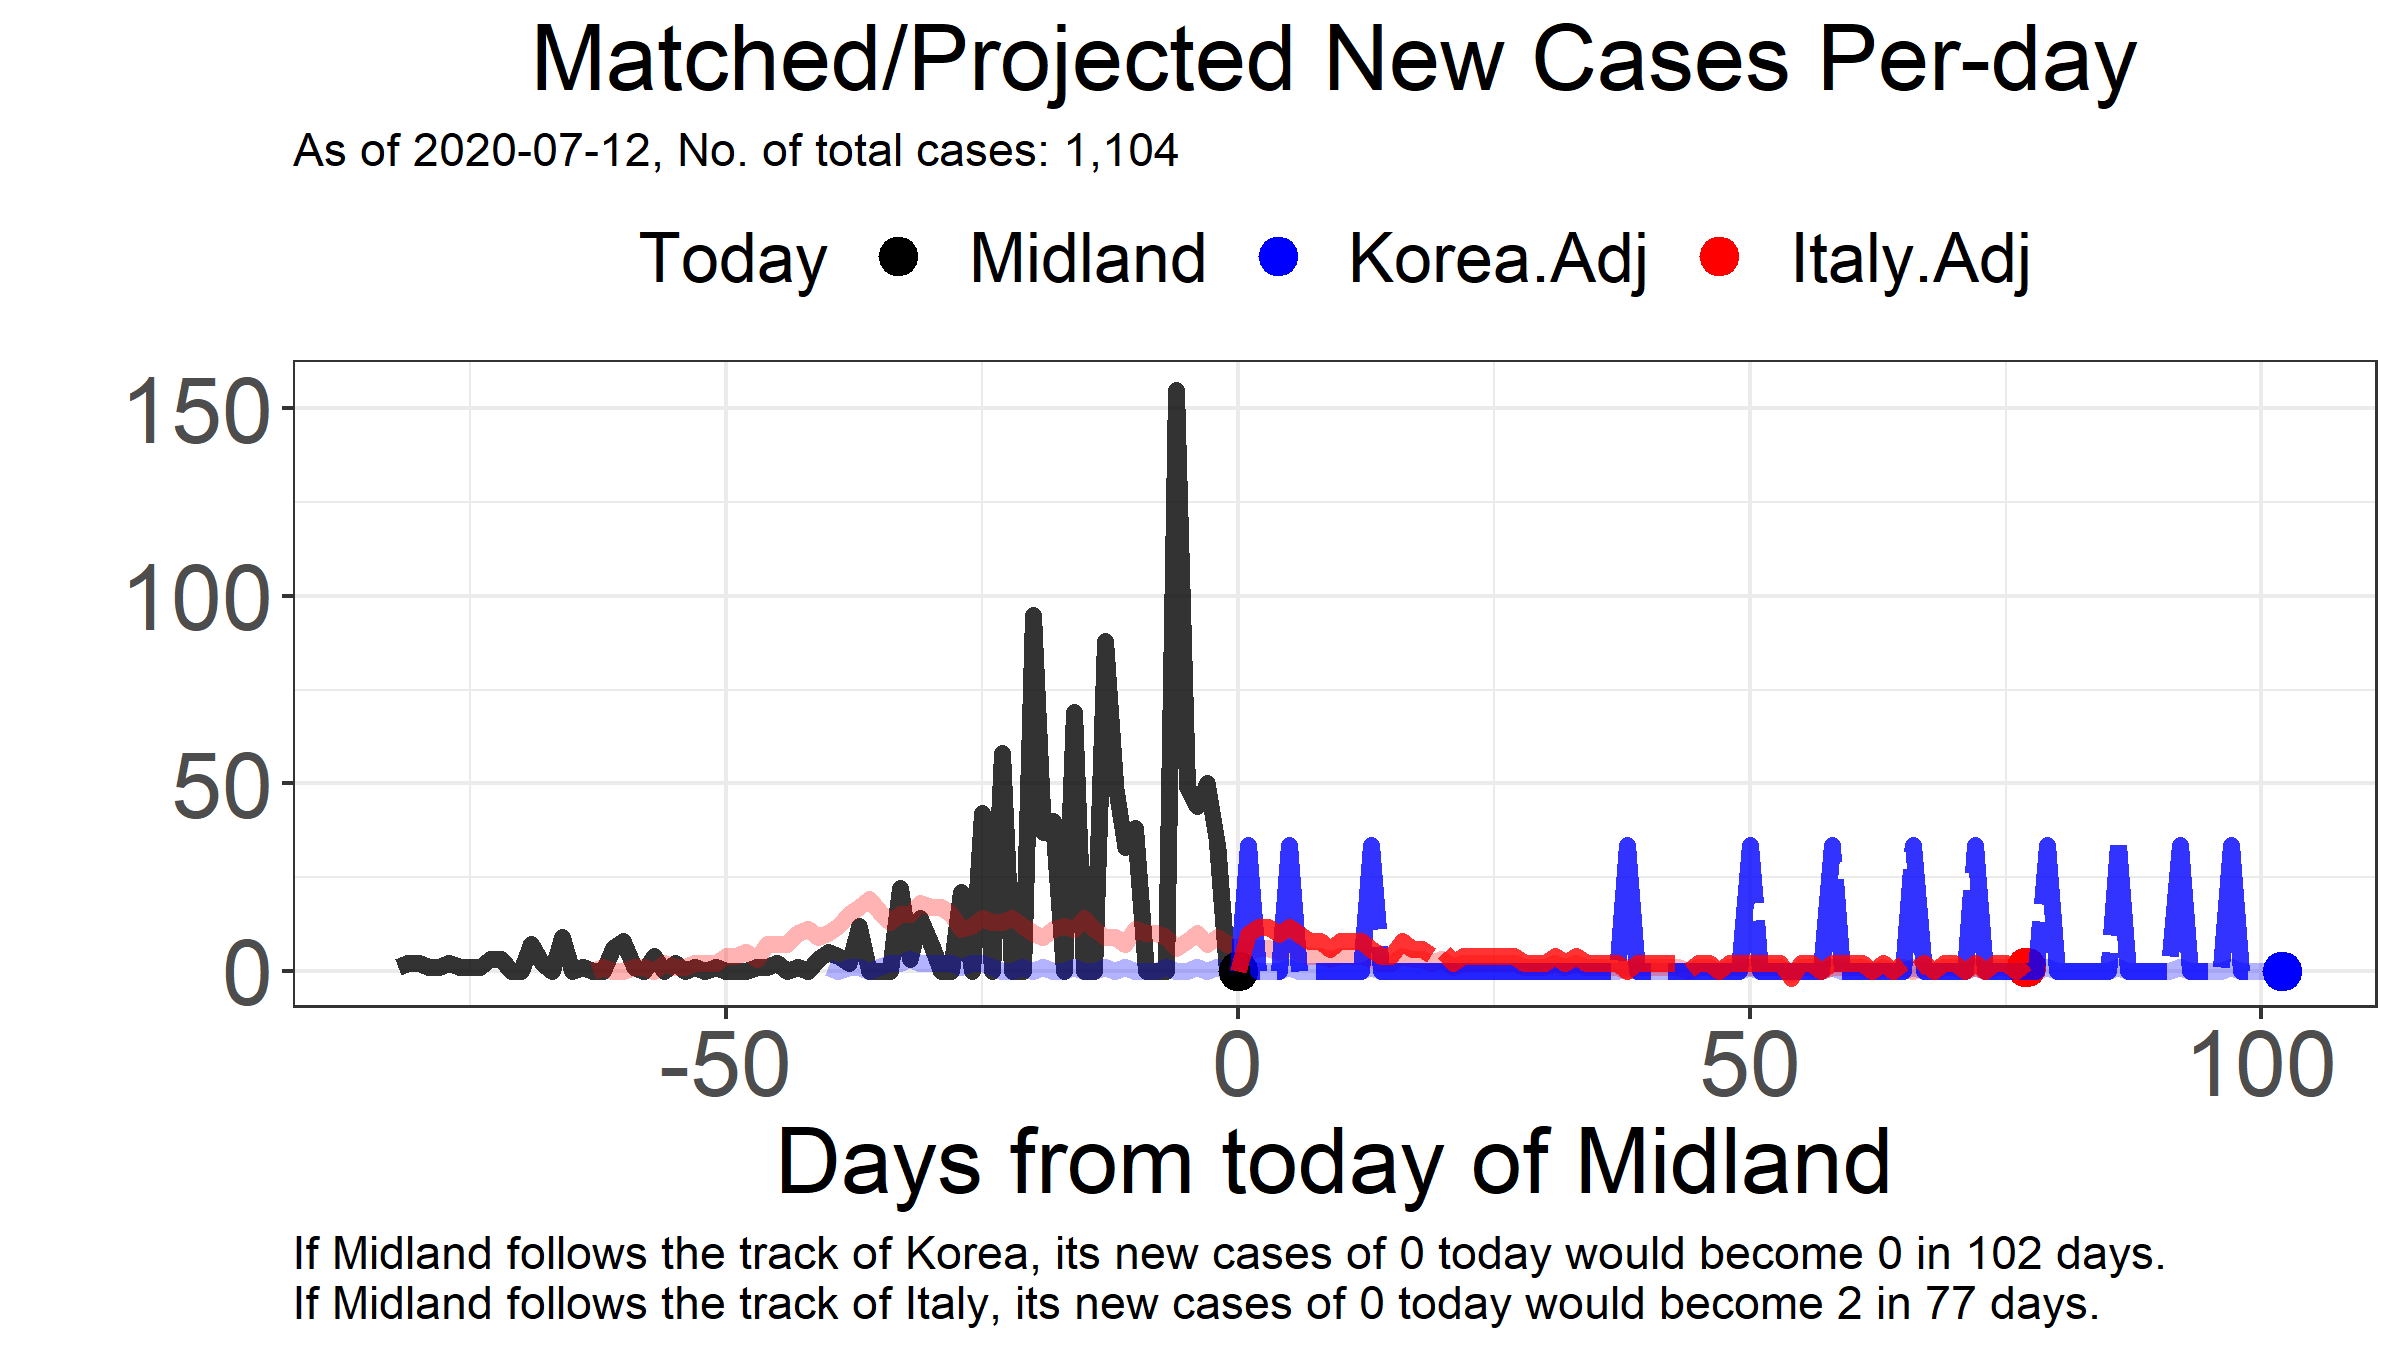 Matched/Projected New Cases Per-day
As of 2020-07-12, No. of total cases: 1,104
Today Midland Korea.Adj Italy.Adj
150
100
50
0
-50 0 50 100
Days from today of Midland
If Midland follows the track of Korea, its new cases of 0 today would become 0 in 102 days.
If Midland follows the track of Italy, its new cases of 0 today would become 2 in 77 days.